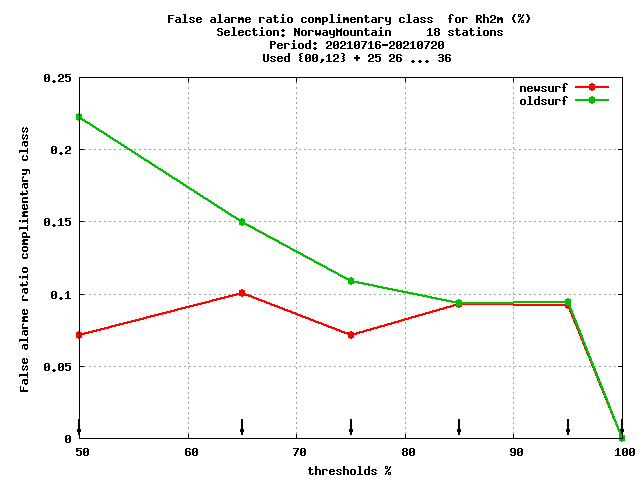 False alarme ratio complimentary class  for Rh2m (%)
Selection: NorwayMountain     18 stations
Period: 20210716-20210720
Used {00,12} + 25 26 ... 36
newsurf
oldsurf
False alarme ratio complimentary class
0.25
0.2
0.15
0.1
0.05
0
50 60 70 80 90 100
thresholds %